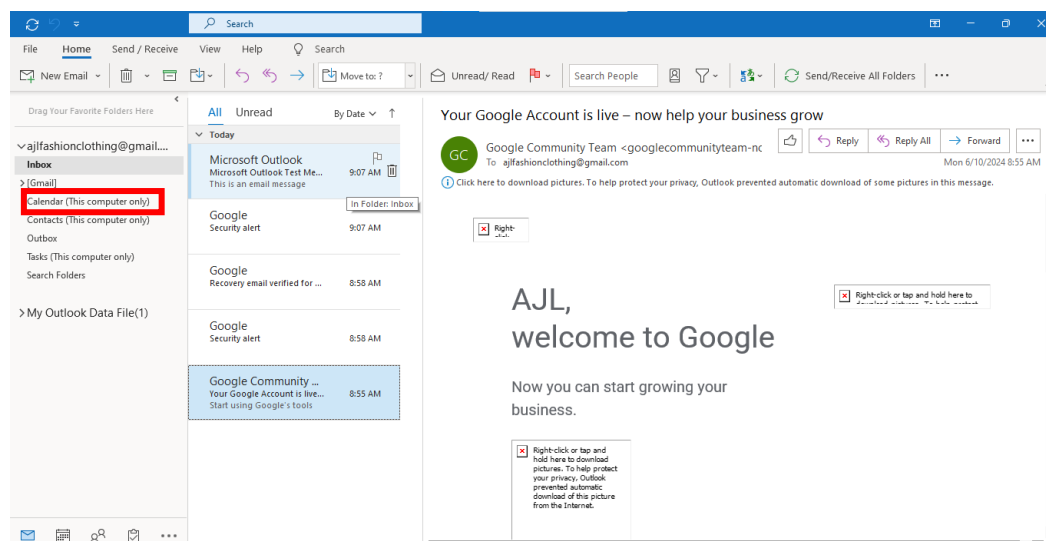 Search
File Home Send / Receive View Help Search
New Email Move to: ? Unread/ Read Search People Send/Receive All Folders
Drag Your Favorite Folders Here
ajlfashionclothing@gmail....
Inbox
[Gmail]
Calendar (This computer only)
Contacts (This computer only)
Outbox
Tasks (This computer only)
Search Folders
My Outlook Data File(1)
All Unread By Date
Today
Microsoft Outlook
Microsoft Outlook Test Me... 9:07 AM
This is an email message
In Folder: Inbox
Google
Security alert 9:07 AM
Google
Recovery email verified for ... 8:58 AM
Google
Security alert 8:58 AM
Google Community ...
Your Google Account is live... 8:55 AM
Start using Google's tools
Your Google Account is live – now help your business grow
GC
Google Community Team <googlecommunityteam-nc
Reply Reply All Forward
To ajlfashionclothing@gmail.com
Mon 6/10/2024 8:55 AM
Click here to download pictures. To help protect your privacy, Outlook prevented automatic download of some pictures in this message.
Right-
Right-click or tap and hold here to
AJL,
welcome to Google
Now you can start growing your
business.
Right-click or tap and
hold here to download
pictures. To help protect
your privacy, Outlook
prevented automatic
download of this picture
from the Internet.